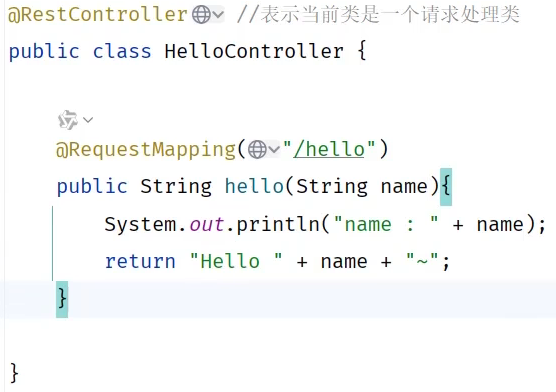 @RestController //表示当前类是一个请求处理类
public class HelloController {
@RequestMapping("/hello")
public String hello(String name){
System.out.println("name : " + name);
return "Hello " + name + "~";
}
}